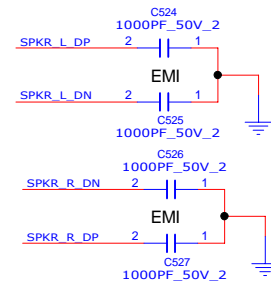 C524
1000PF_50V_2
SPKR_L_DP 2 1
EMI
SPKR_L_DN 2 1
C525
1000PF_50V_2
C526
1000PF_50V_2
SPKR_R_DN 2 1
EMI
SPKR_R_DP 2 1
C527
1000PF_50V_2